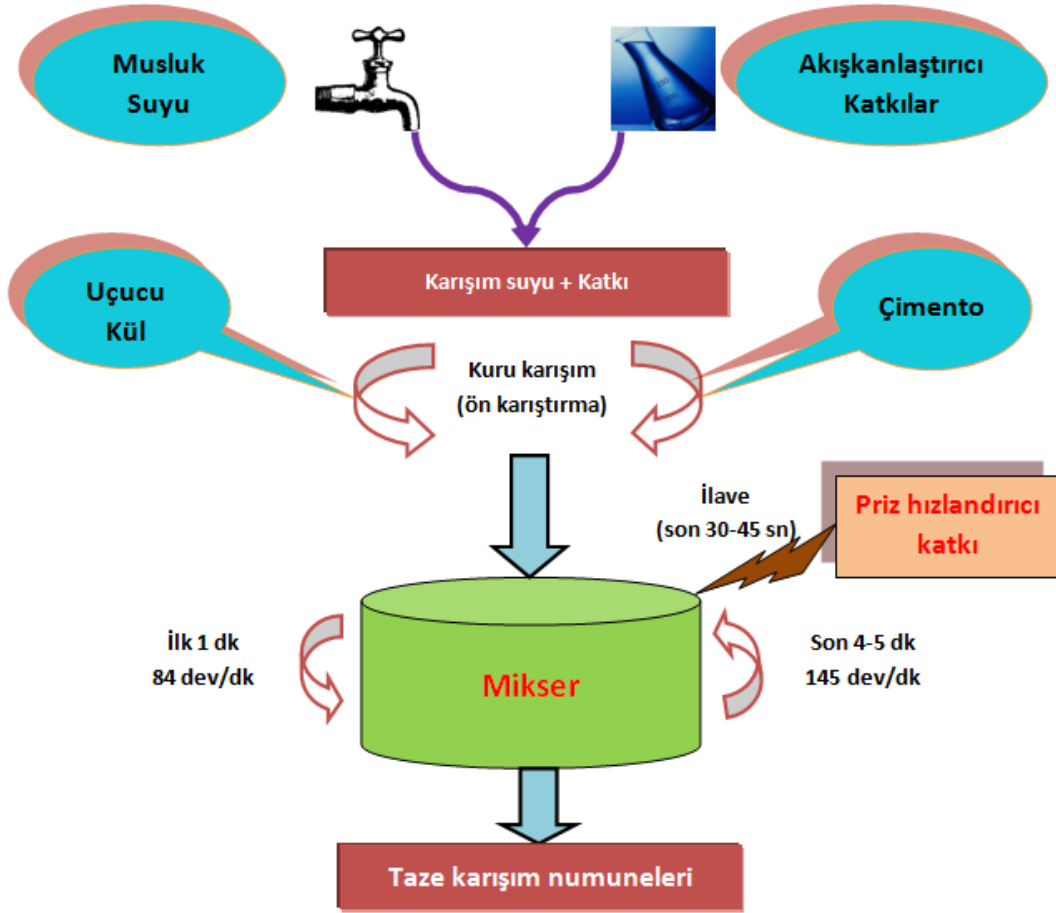 Musluk
Suyu
Akışkanlaştırıcı
Katkılar
Karışım suyu + Katkı
Uçucu
Kül
Çimento
Kuru karışım
(ön karıştırma)
İlave
(son 30-45 sn)
Priz hızlandırıcı
katkı
İlk 1 dk
84 dev/dk
Mikser
Son 4-5 dk
145 dev/dk
Taze karışım numuneleri